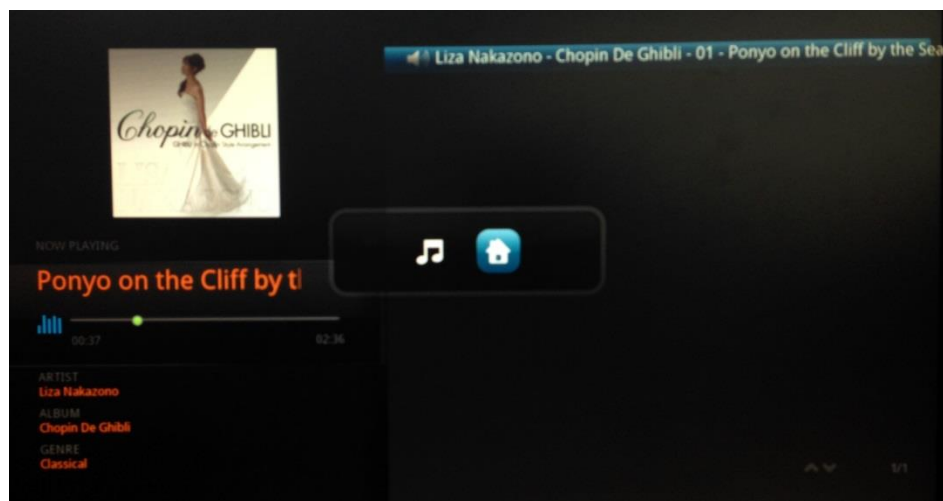 Liza Nakazono - Chopin De Ghibli - 01 - Ponyo on the Cliff by the Sea
Chopin de GHIBLI
NOW PLAYING
Ponyo on the Cliff by t
00:37
02:36
ARTIST
Liza Nakazono
ALBUM
Chopin De Ghibli
GENRE
Classical
1/1